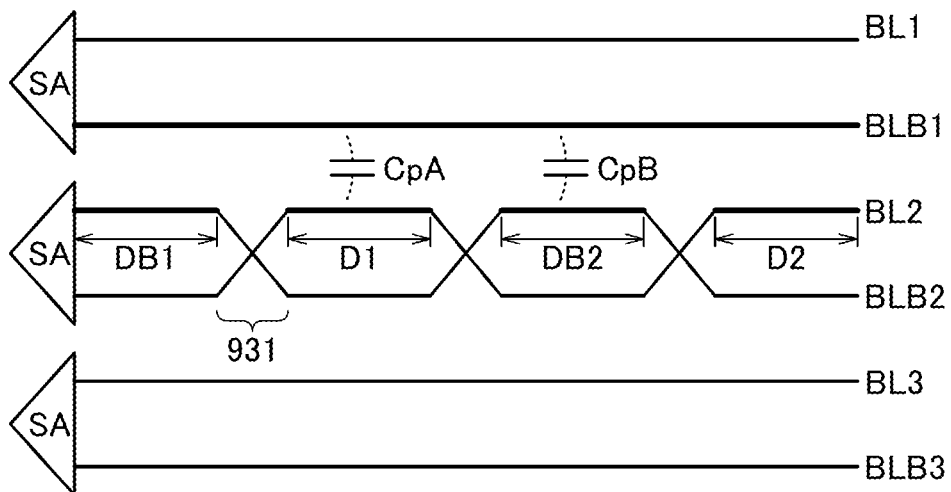 BL1
SA
BLB1
CpA CpB
BL2
SA DB1 D1 DB2 D2
BLB2
931
BL3
SA
BLB3